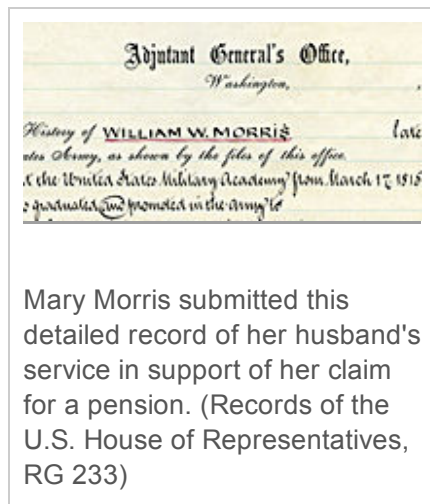 Adjutant General's Office,
Washington,
History of WILLIAM W. MORRIS late
ates Army, as shown by the files of this office.
t the United States Military Academy from March 17, 1815
graduated and promoted in the army to
Mary Morris submitted this
detailed record of her husband's
service in support of her claim
for a pension. (Records of the
U.S. House of Representatives,
RG 233)